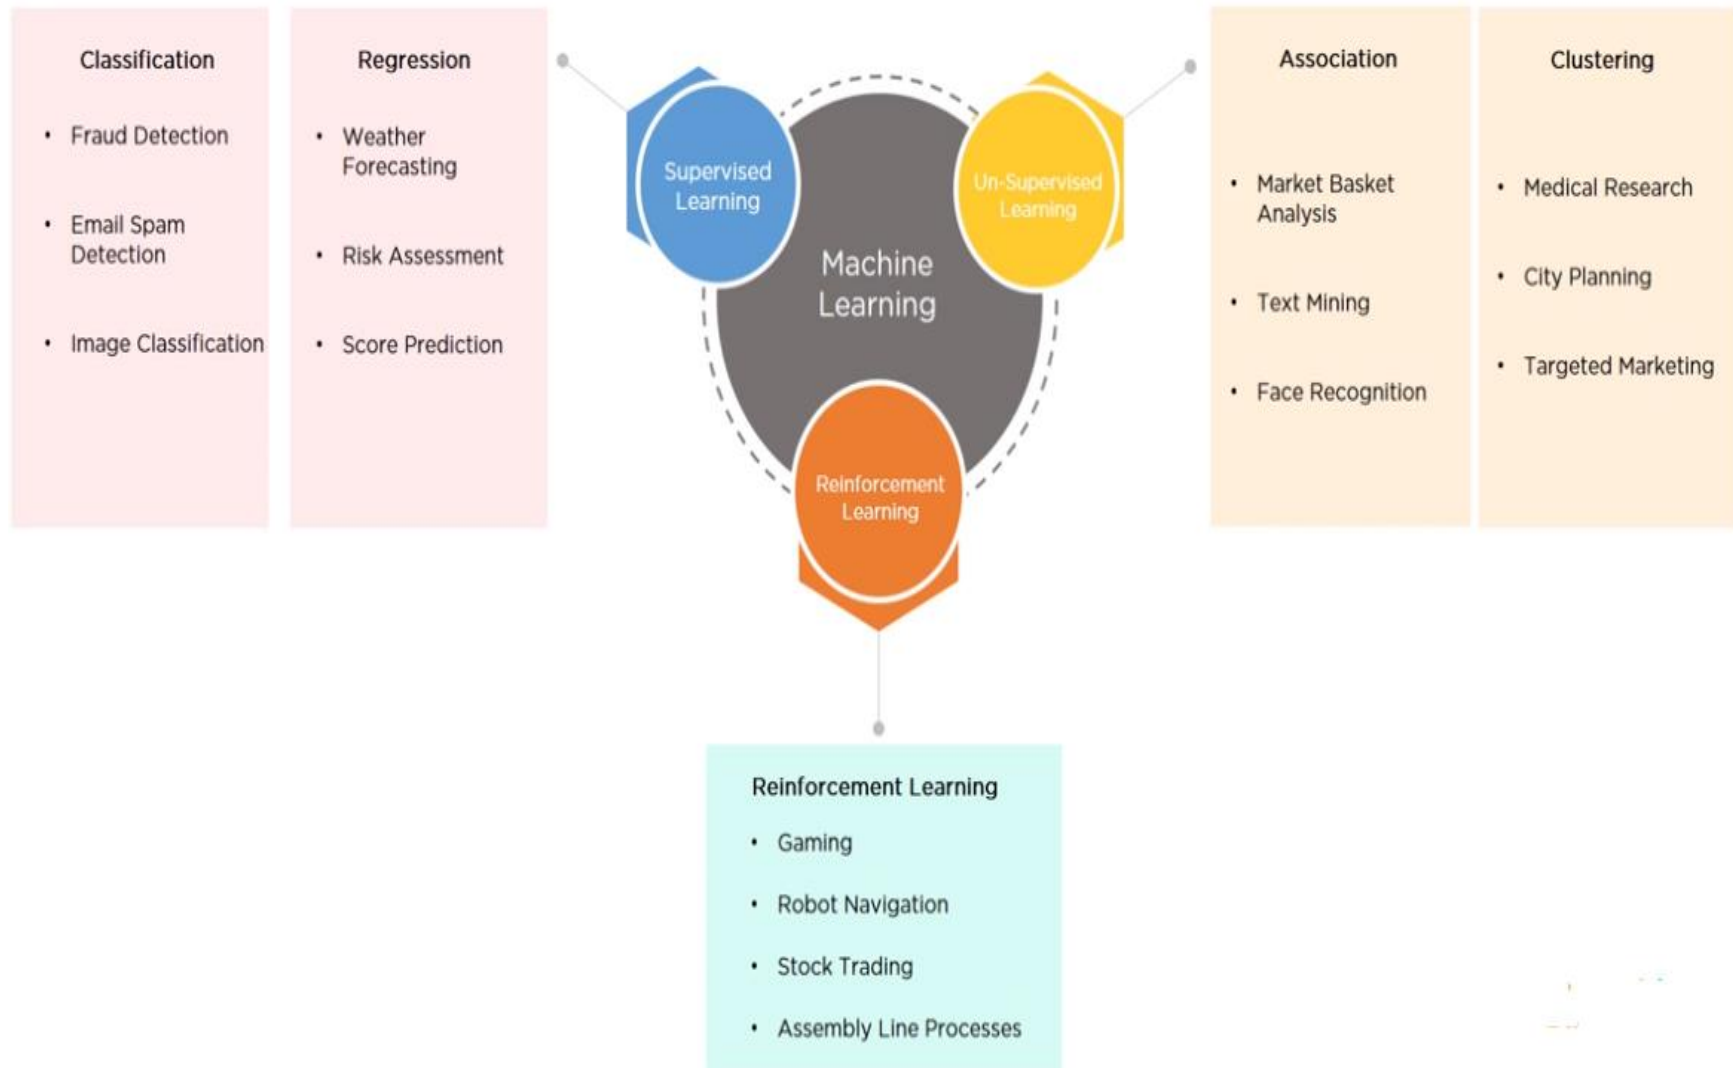 Classification
• Fraud Detection
• Email Spam
Detection
• Image Classification
Regression
• Weather
Forecasting
• Risk Assessment
• Score Prediction
Supervised
Learning
Machine
Learning
Un-Supervised
Learning
Reinforcement
Learning
Association
• Market Basket
Analysis
• Text Mining
• Face Recognition
Clustering
• Medical Research
• City Planning
• Targeted Marketing
Reinforcement Learning
• Gaming
• Robot Navigation
• Stock Trading
• Assembly Line Processes